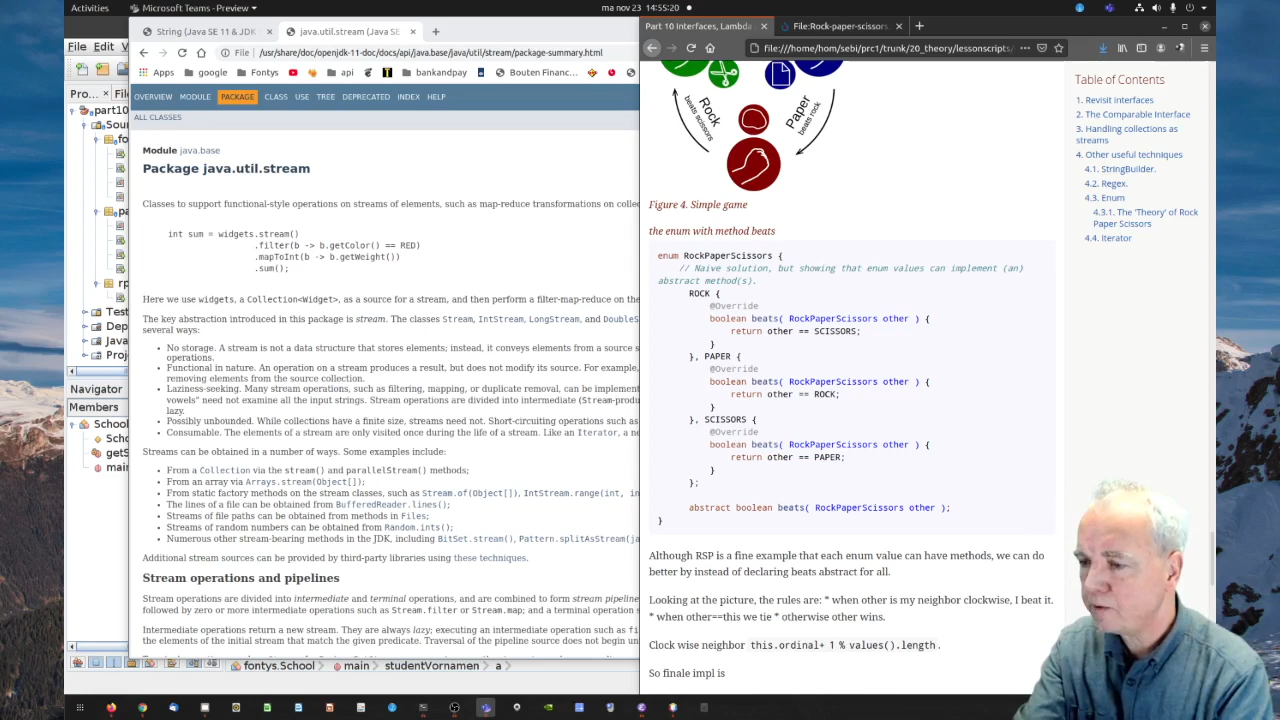 Activities
Microsoft Teams - Preview
ma nov 23 14:55:20
String (Java SE 11 & JDK
java.util.stream (Java SE
File | /usr/share/doc/openjdk-11-doc/docs/api/java.base/java/util/stream/package-summary.html
Apps google Fontys api bankandpay Bouten Financ...
File Edit
Pro...
part10
Sour
fo
pa
rp
Test
Depe
Java
Proje
Navigator
Members
School
Scho
getS
main
OVERVIEW MODULE PACKAGE CLASS USE TREE DEPRECATED INDEX HELP
ALL CLASSES
Module java.base
Package java.util.stream
Classes to support functional-style operations on streams of elements, such as map-reduce transformations on collec
int sum = widgets.stream()
.filter(b -> b.getColor() == RED)
.mapToInt(b -> b.getWeight())
.sum();
Here we use widgets, a Collection<Widget>, as a source for a stream, and then perform a filter-map-reduce on the
The key abstraction introduced in this package is stream. The classes Stream, IntStream, LongStream, and DoubleS
several ways:
• No storage. A stream is not a data structure that stores elements; instead, it conveys elements from a source s
operations.
• Functional in nature. An operation on a stream produces a result, but does not modify its source. For example,
removing elements from the source collection.
• Laziness-seeking. Many stream operations, such as filtering, mapping, or duplicate removal, can be implement
vowels" need not examine all the input strings. Stream operations are divided into intermediate (Stream-produ
lazy.
• Possibly unbounded. While collections have a finite size, streams need not. Short-circuiting operations such as
• Consumable. The elements of a stream are only visited once during the life of a stream. Like an Iterator, a ne
Streams can be obtained in a number of ways. Some examples include:
• From a Collection via the stream() and parallelStream() methods;
• From an array via Arrays.stream(Object[]);
• From static factory methods on the stream classes, such as Stream.of(Object[]), IntStream.range(int, in
• The lines of a file can be obtained from BufferedReader.lines();
• Streams of file paths can be obtained from methods in Files;
• Streams of random numbers can be obtained from Random.ints();
• Numerous other stream-bearing methods in the JDK, including BitSet.stream(), Pattern.splitAsStream(ja
Additional stream sources can be provided by third-party libraries using these techniques.
Stream operations and pipelines
Stream operations are divided into intermediate and terminal operations, and are combined to form stream pipeline
followed by zero or more intermediate operations such as Stream.filter or Stream.map; and a terminal operation s
Intermediate operations return a new stream. They are always lazy; executing an intermediate operation such as fi
the elements of the initial stream that match the given predicate. Traversal of the pipeline source does not begin un
fontys.School main studentVornamen a
Part 10 Interfaces, Lambda
File:Rock-paper-scissors.
file:///home/hom/sebi/prc1/trunk/20_theory/lessonscripts/
Rock
beats scissors
Paper
beats rock
Figure 4. Simple game
the enum with method beats
enum RockPaperScissors {
// Naive solution, but showing that enum values can implement (an)
abstract method(s).
ROCK {
@Override
boolean beats( RockPaperScissors other ) {
return other == SCISSORS;
}
}, PAPER {
@Override
boolean beats( RockPaperScissors other ) {
return other == ROCK;
}
}, SCISSORS {
@Override
boolean beats( RockPaperScissors other ) {
return other == PAPER;
}
};
abstract boolean beats( RockPaperScissors other );
}
Although RSP is a fine example that each enum value can have methods, we can do
better by instead of declaring beats abstract for all.
Looking at the picture, the rules are: * when other is my neighbor clockwise, I beat it.
* when other==this we tie * otherwise other wins.
Clock wise neighbor this.ordinal+ 1 % values().length .
So finale impl is
Table of Contents
1. Revisit interfaces
2. The Comparable Interface
3. Handling collections as
streams
4. Other useful techniques
4.1. StringBuilder.
4.2. Regex.
4.3. Enum
4.3.1. The 'Theory' of Rock
Paper Scissors
4.4. Iterator